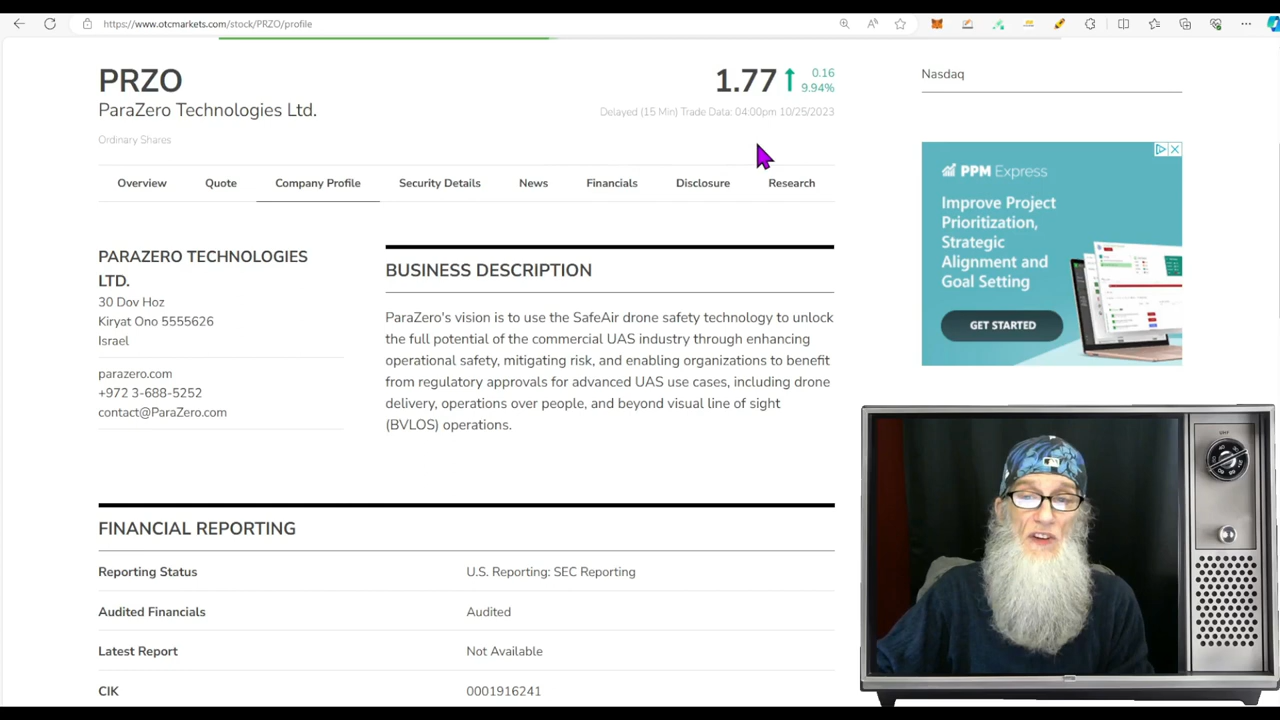 https://www.otcmarkets.com/stock/PRZO/profile
PRZO
ParaZero Technologies Ltd.
Ordinary Shares
1.77
0.16
9.94%
Delayed (15 Min) Trade Data: 04:00pm 10/25/2023
Nasdaq
Overview
Quote
Company Profile
Security Details
News
Financials
Disclosure
Research
PARAZERO TECHNOLOGIES
LTD.
30 Dov Hoz
Kiryat Ono 5555626
Israel
parazero.com
+972 3-688-5252
contact@ParaZero.com
BUSINESS DESCRIPTION
ParaZero's vision is to use the SafeAir drone safety technology to unlock
the full potential of the commercial UAS industry through enhancing
operational safety, mitigating risk, and enabling organizations to benefit
from regulatory approvals for advanced UAS use cases, including drone
delivery, operations over people, and beyond visual line of sight
(BVLOS) operations.
PPM Express
Improve Project
Prioritization,
Strategic
Alignment and
Goal Setting
GET STARTED
FINANCIAL REPORTING
Reporting Status
U.S. Reporting: SEC Reporting
Audited Financials
Audited
Latest Report
Not Available
CIK
0001916241